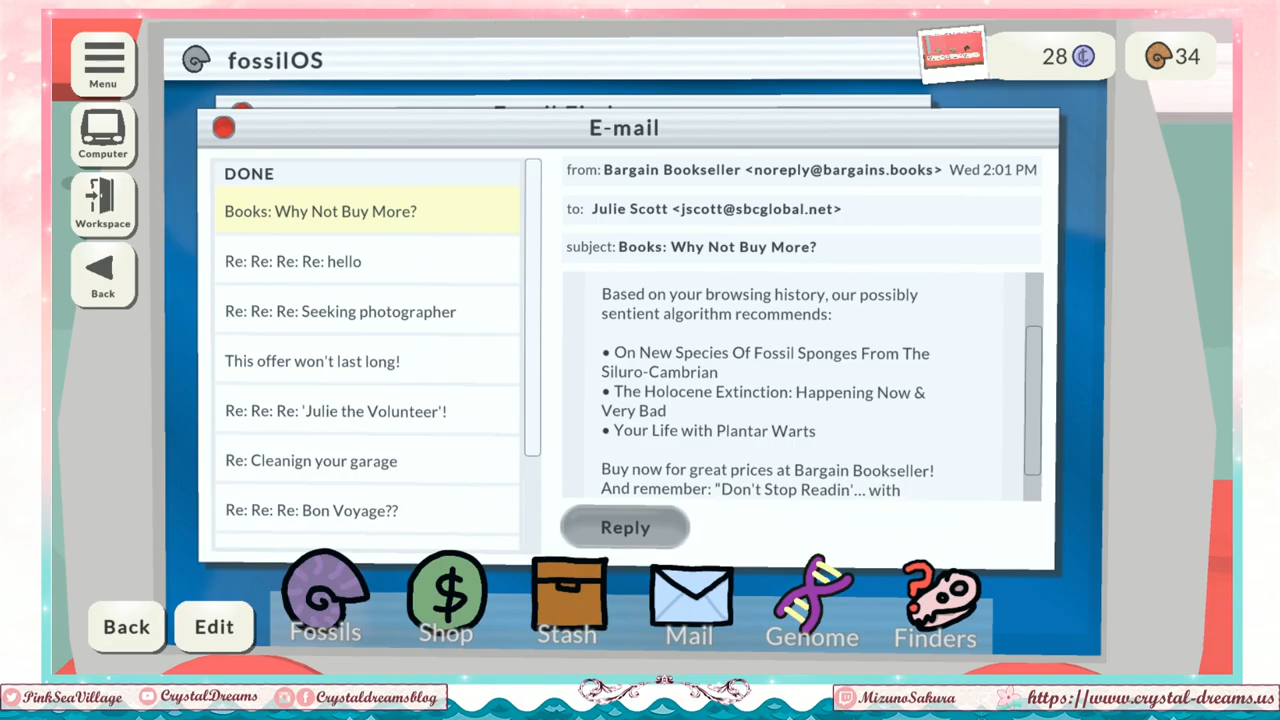 Menu
Computer
Workspace
Back
fossilOS
28
34
E-mail
DONE
Books: Why Not Buy More?
Re: Re: Re: Re: hello
Re: Re: Re: Seeking photographer
This offer won't last long!
Re: Re: Re: 'Julie the Volunteer'!
Re: Cleanign your garage
Re: Re: Re: Bon Voyage??
from: Bargain Bookseller <noreply@bargains.books> Wed 2:01 PM
to: Julie Scott <jscott@sbcglobal.net>
subject: Books: Why Not Buy More?
Based on your browsing history, our possibly
sentient algorithm recommends:
• On New Species Of Fossil Sponges From The
Siluro-Cambrian
• The Holocene Extinction: Happening Now &
Very Bad
• Your Life with Plantar Warts
Buy now for great prices at Bargain Bookseller!
And remember: “Don't Stop Readin'... with
Reply
Back
Edit
Fossils
Shop
Stash
Mail
Genome
Finders
PinkSeaVillage
CrystalDreams
Crystaldreamsblog
MizunoSakura
https://www.crystal-dreams.us